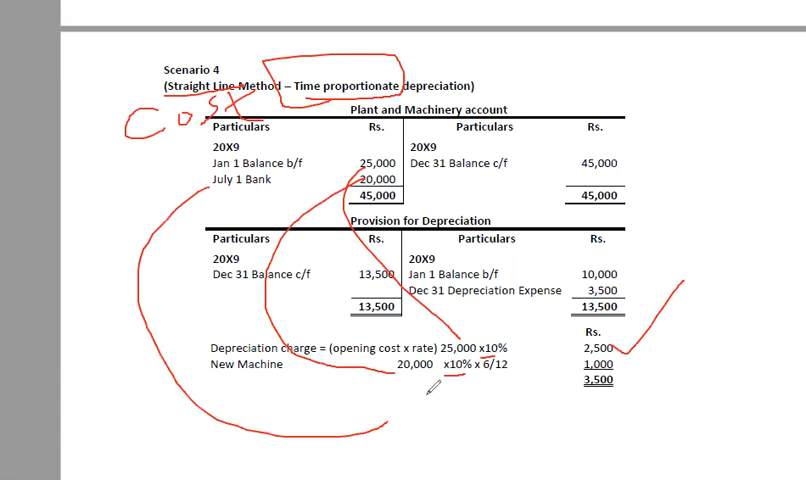 Scenario 4
(Straight Line Method – Time proportionate depreciation)
Cost
Plant and Machinery account
Particulars Rs. Particulars Rs.
20X9 20X9
Jan 1 Balance b/f 25,000 Dec 31 Balance c/f 45,000
July 1 Bank 20,000
45,000 45,000
Provision for Depreciation
Particulars Rs. Particulars Rs.
20X9 20X9
Dec 31 Balance c/f 13,500 Jan 1 Balance b/f 10,000
Dec 31 Depreciation Expense 3,500
13,500 13,500
Rs.
Depreciation charge = (opening cost x rate) 25,000 x10% 2,500
New Machine 20,000 x10% x 6/12 1,000
3,500